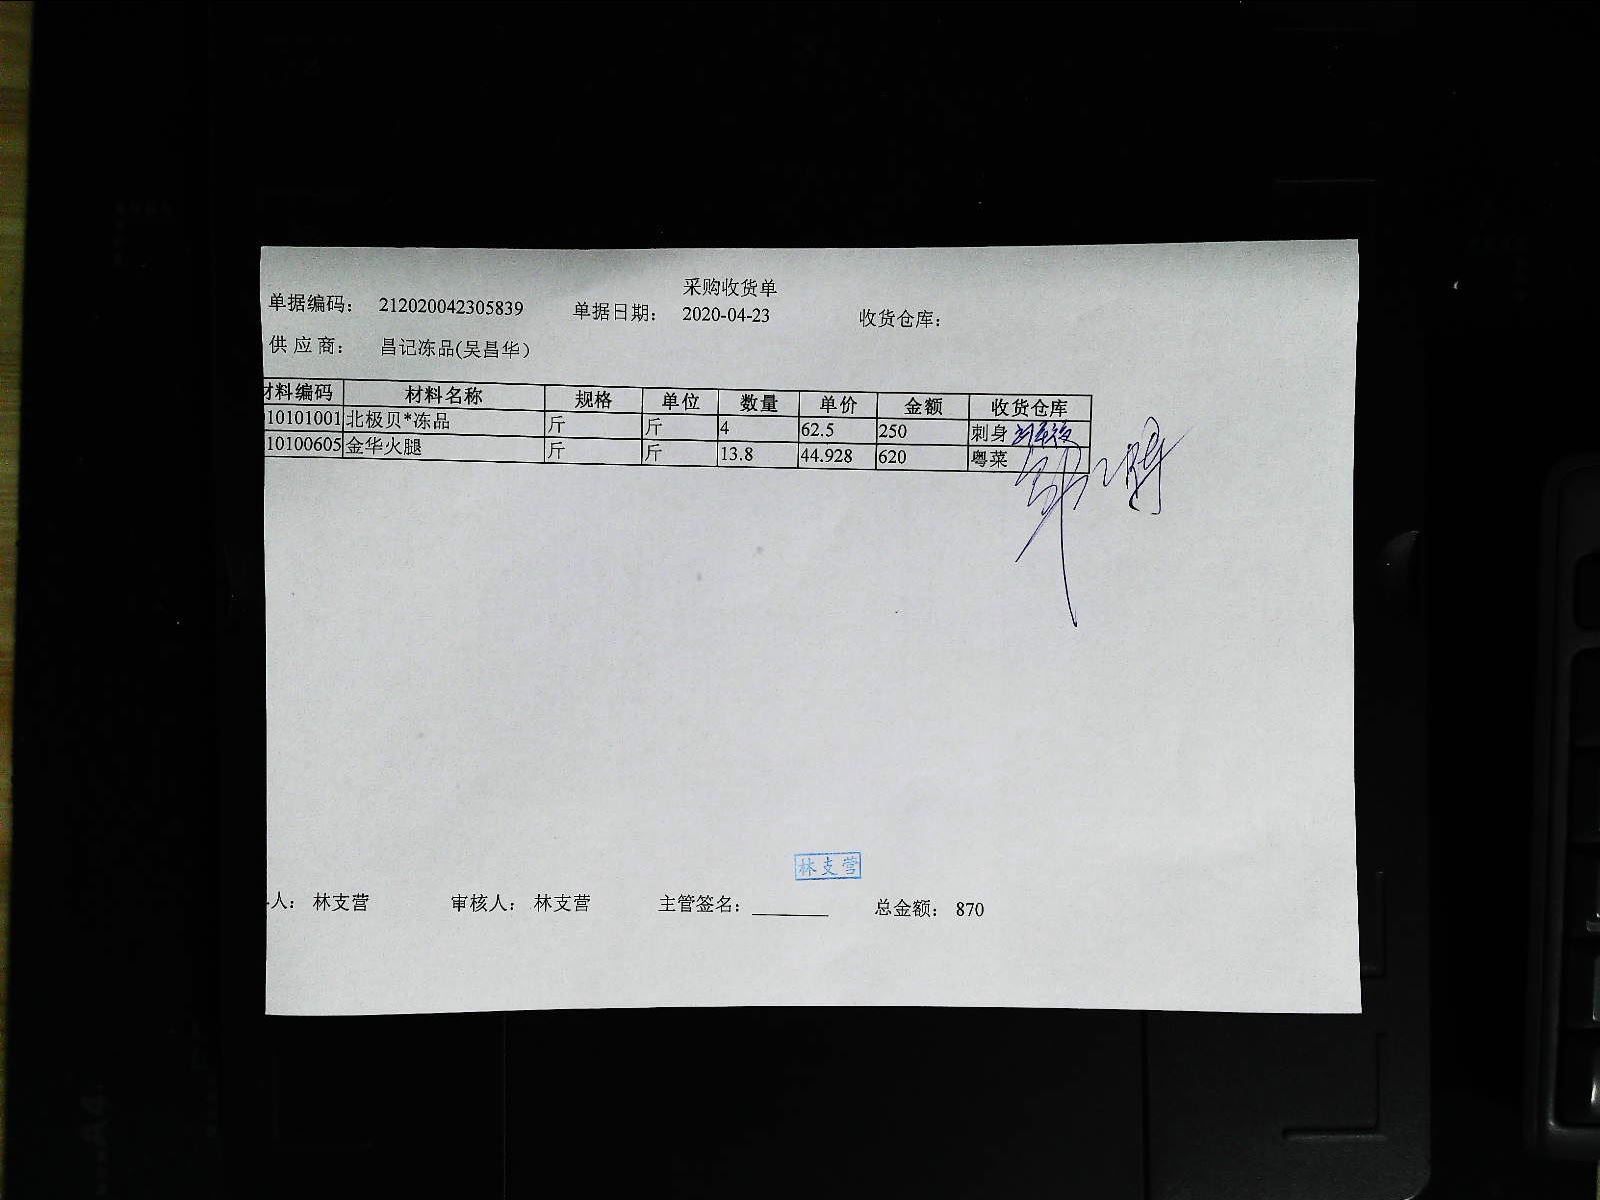 采购收货单
单据编码： 212020042305839 单据日期： 2020-04-23 收货仓库：
供应商： 昌记冻品(吴昌华）
材料编码 材料名称 规格 单位 数量 单价 金额 收货仓库
10101001 北极贝*冻品 斤 斤 4 62.5 250 刺身
10100605 金华火腿 斤 斤 13.8 44.928 620 粤菜
林支营
人： 林支营 审核人： 林支营 主管签名： 总金额： 870